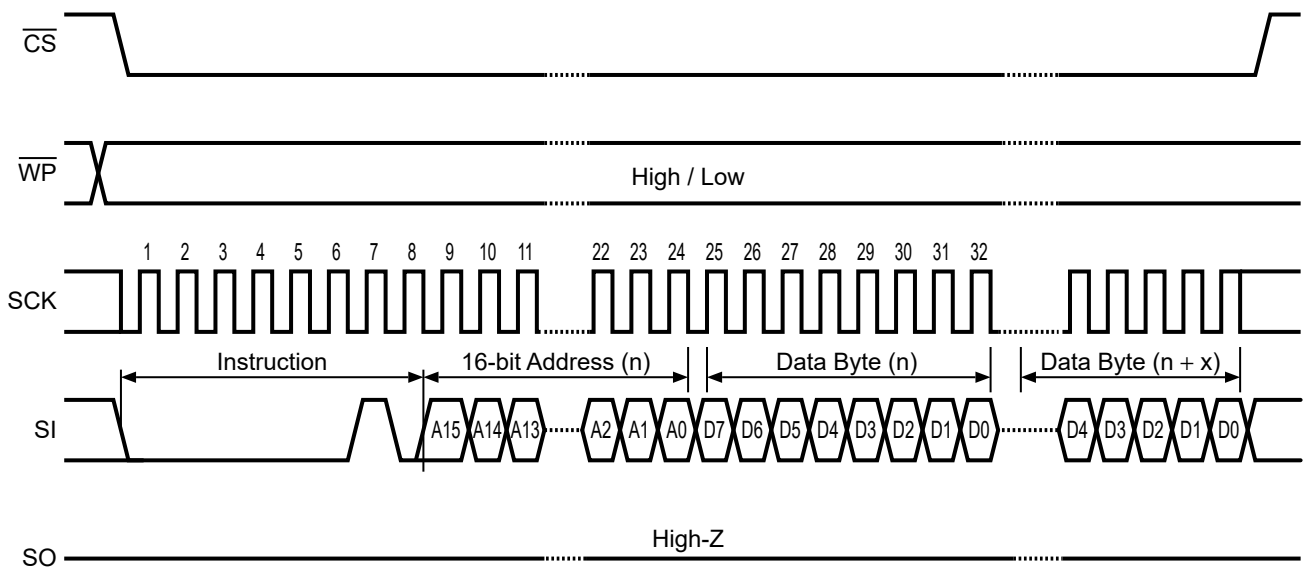 CS
WP
High / Low
1 2 3 4 5 6 7 8 9 10 11 22 23 24 25 26 27 28 29 30 31 32
SCK
Instruction 16-bit Address (n) Data Byte (n) Data Byte (n + x)
SI A15 A14 A13 A2 A1 A0 D7 D6 D5 D4 D3 D2 D1 D0 D4 D3 D2 D1 D0
High-Z
SO